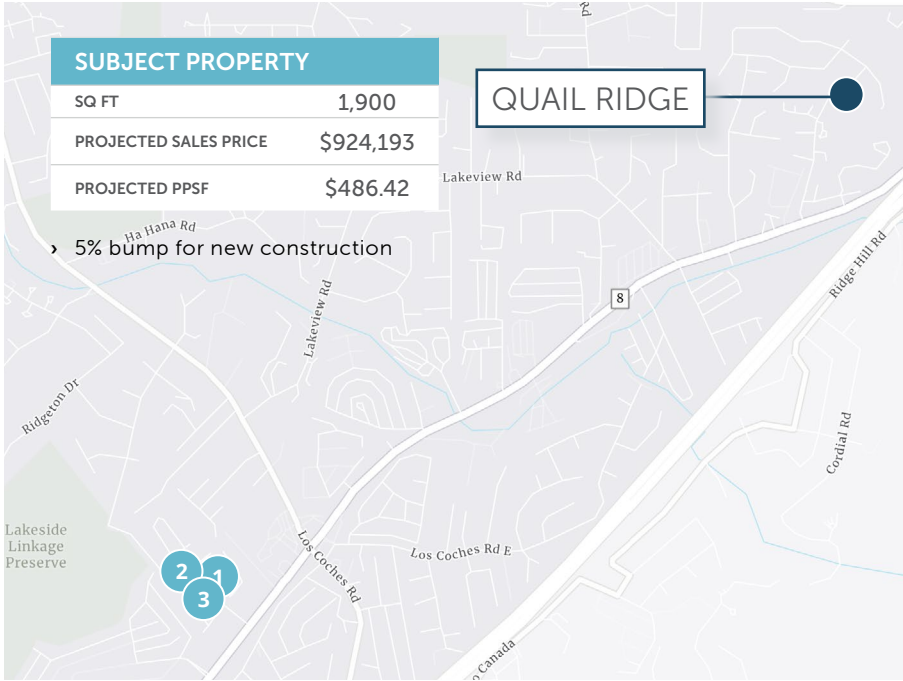 SUBJECT PROPERTY
SQ FT 1,900
PROJECTED SALES PRICE $924,193
PROJECTED PPSF $486.42
› 5% bump for new construction
QUAIL RIDGE
Lakeview Rd
Ha Hana Rd
Ridge Hill Rd
8
Lakeview Rd
Ridgeton Dr
Cordial Rd
Lakeside
Linkage
Preserve
Los Coches Rd
Los Coches Rd E
2
1
3
o Canada